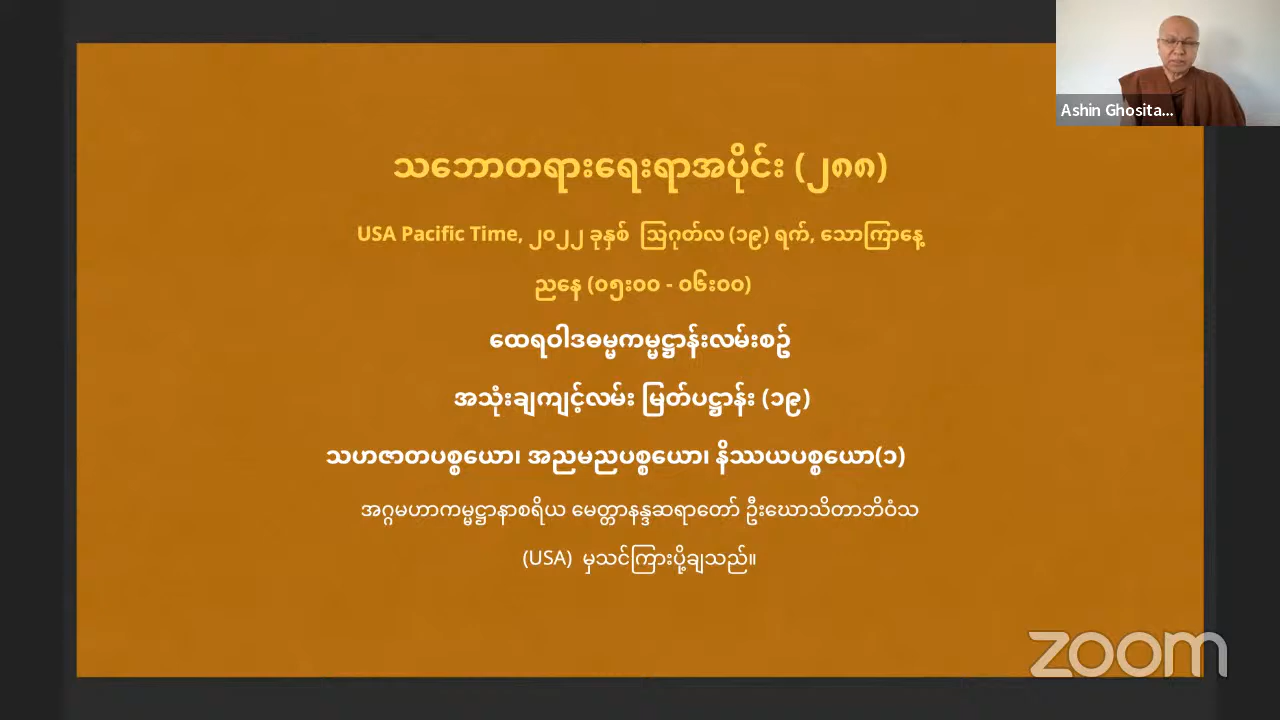 Ashin Ghosita...
သဘောတရားရေးရာအပိုင်း (၂၈၈)
USA Pacific Time, ၂၀၂၂ ခုနှစ် ဩဂုတ်လ (၁၉) ရက်, သောကြာနေ့
ညနေ (၀၅း၀၀ - ၀၆း၀၀)
ထေရဝါဒဓမ္မကမ္မဋ္ဌာန်းလမ်းစဥ်
အသုံးချကျင့်လမ်း မြတ်ပဋ္ဌာန်း (၁၉)
သဟဇာတပစ္စယော၊ အညမညပစ္စယော၊ နိဿယပစ္စယော(၁)
အဂ္ဂမဟာကမ္မဋ္ဌာနာစရိယ မေတ္တာနန္ဒဆရာတော် ဦးဃောသိတာဘိဝံသ
(USA) မှသင်ကြားပို့ချသည်။
zoom